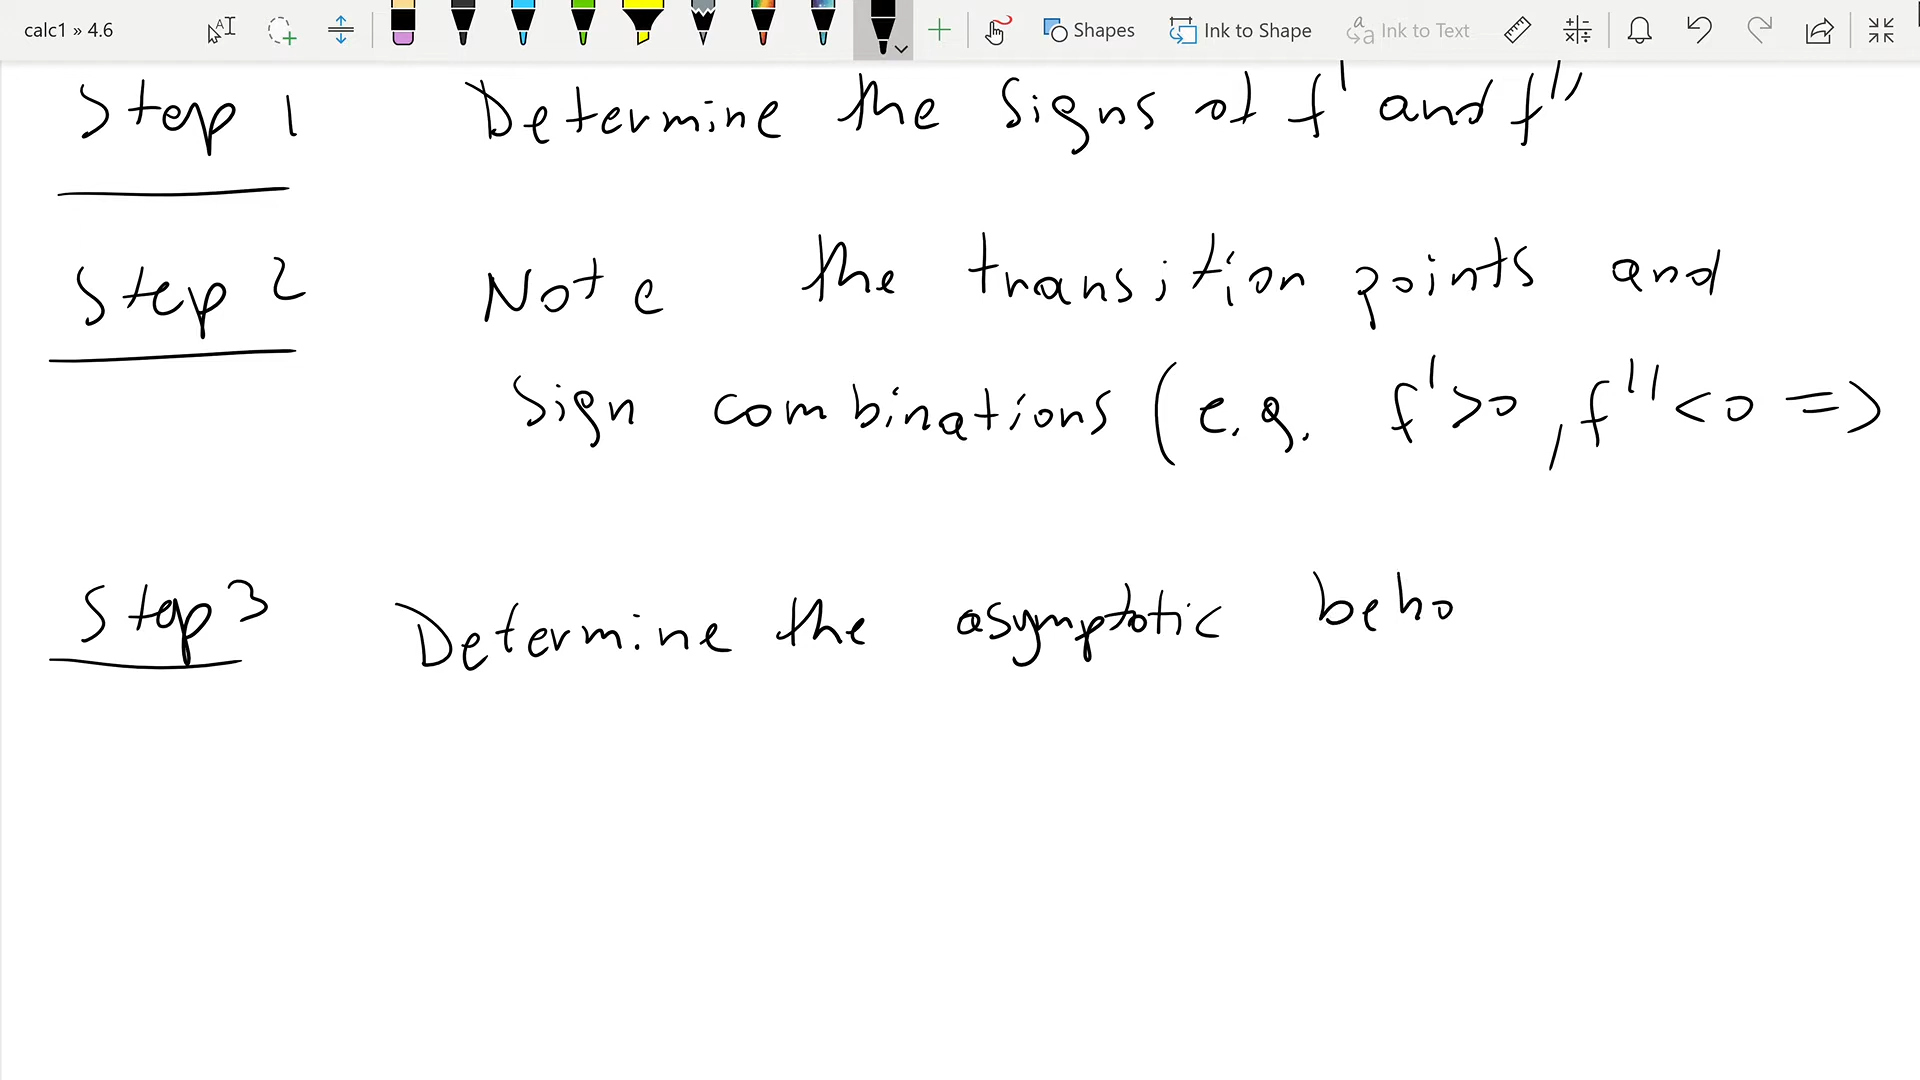 calc1 » 4.6 Shapes Ink to Shape Ink to Text
Step 1 Determine the signs of f' and f''
Step 2 Note the transition points and
sign combinations (e.g. f'>0, f''<0 =>
Step 3 Determine the asymptotic beho